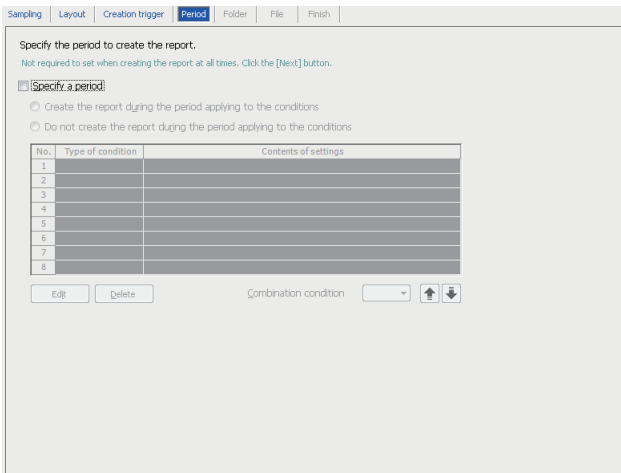 Sampling Layout Creation trigger Period Folder File Finish
Specify the period to create the report.
Not required to set when creating the report at all times. Click the [Next] button.
Specify a period
Create the report during the period applying to the conditions
Do not create the report during the period applying to the conditions
No. Type of condition Contents of settings
1
2
3
4
5
6
7
8
Edit Delete Combination condition